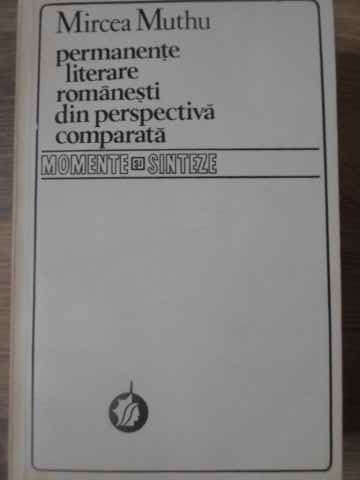 Mircea Muthu
permanențe
literare
românești
din perspectivă
comparată
MOMENTE ȘI SINTEZE